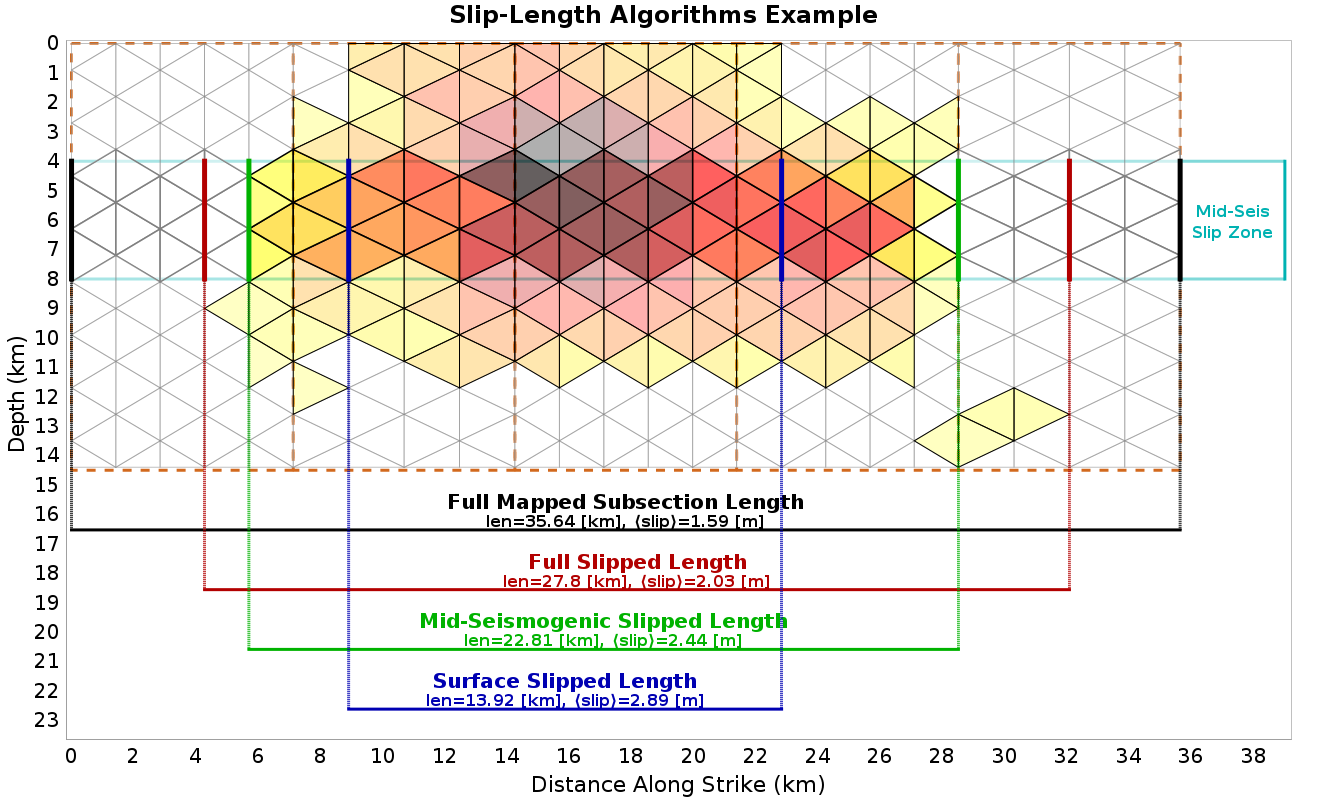 Slip-Length Algorithms Example
0
1
2
3
4
5
6
7
8
9
10
11
12
13
14
15
16
17
18
19
20
21
22
23
Depth (km)
Mid-Seis
Slip Zone
Full Mapped Subsection Length
len=35.64 [km], ⟨slip⟩=1.59 [m]
Full Slipped Length
len=27.8 [km], ⟨slip⟩=2.03 [m]
Mid-Seismogenic Slipped Length
len=22.81 [km], ⟨slip⟩=2.44 [m]
Surface Slipped Length
len=13.92 [km], ⟨slip⟩=2.89 [m]
0 2 4 6 8 10 12 14 16 18 20 22 24 26 28 30 32 34 36 38
Distance Along Strike (km)